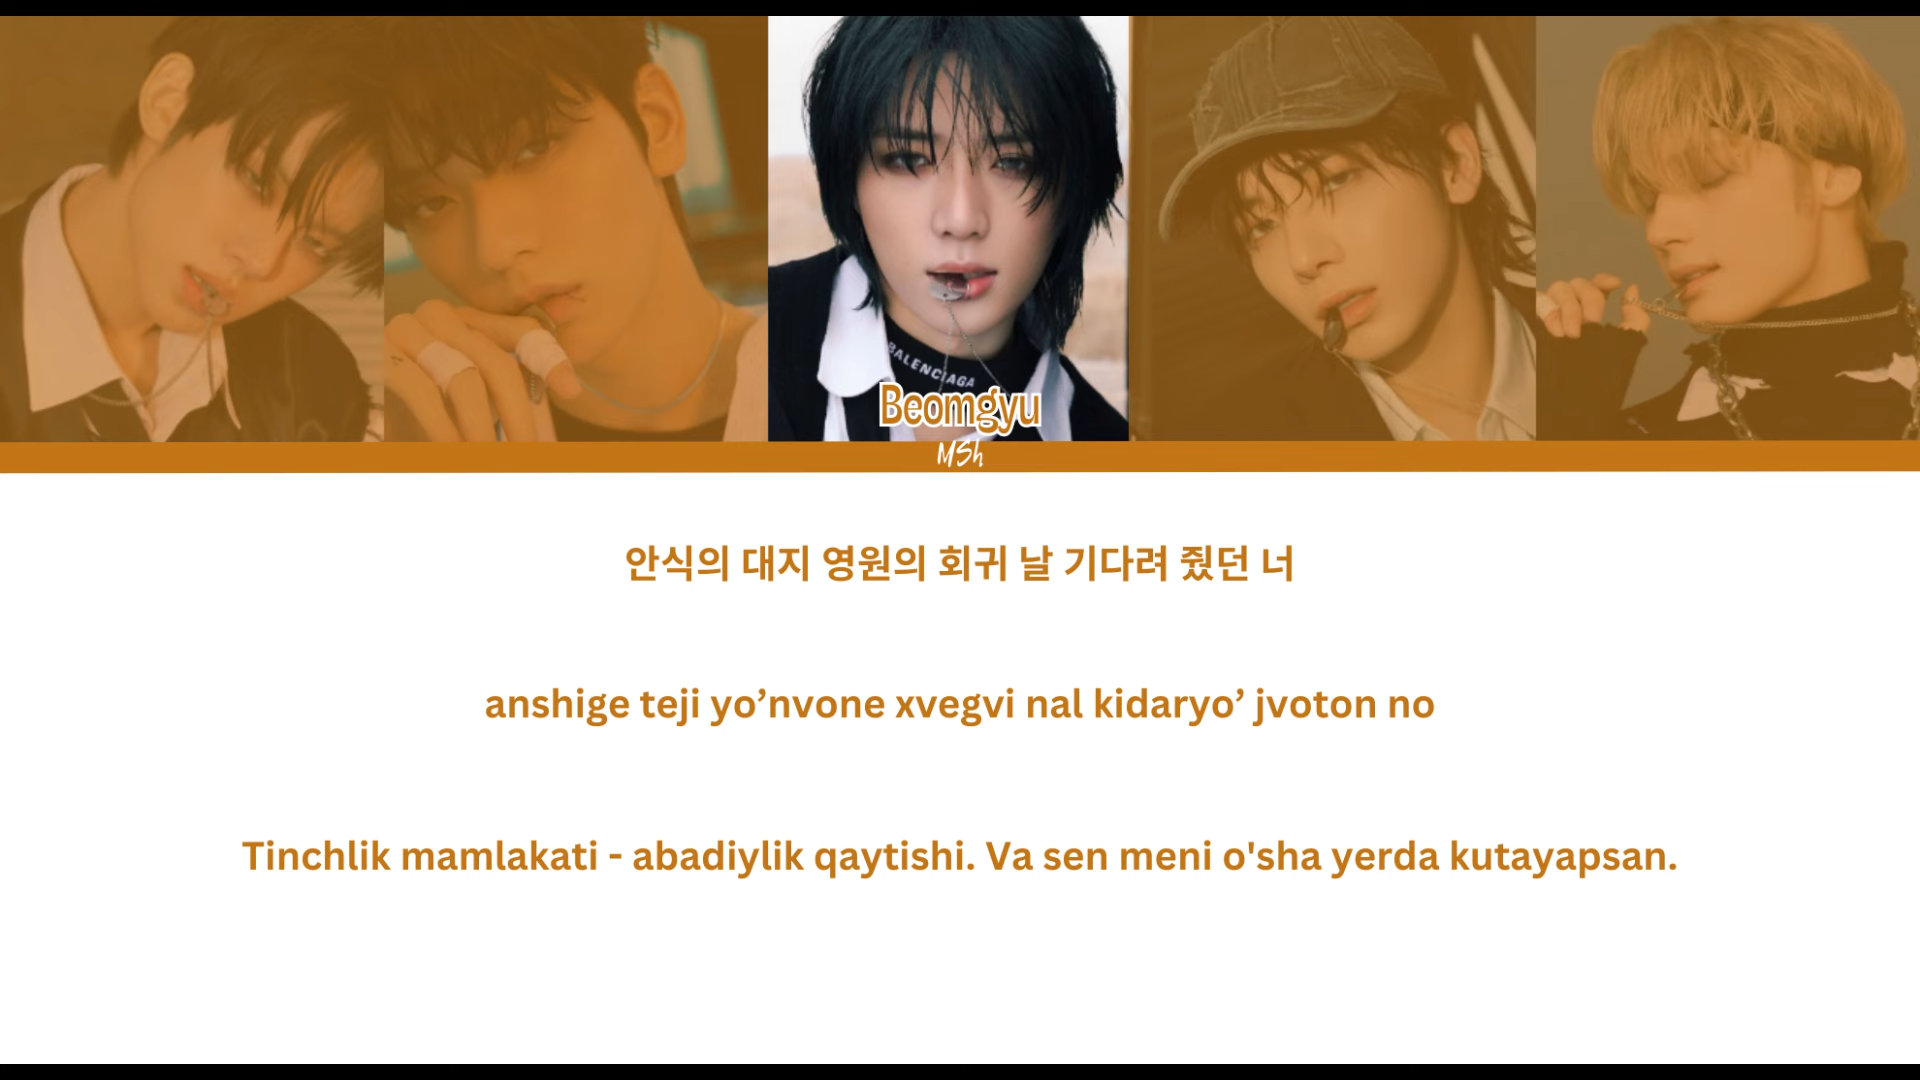 BALENCIAGA
Beomgyu
MSh
안식의 대지 영원의 회귀 날 기다려 줬던 너
anshige teji yo’nvone xvegvi nal kidaryo’ jvoton no
Tinchlik mamlakati - abadiylik qaytishi. Va sen meni o'sha yerda kutayapsan.